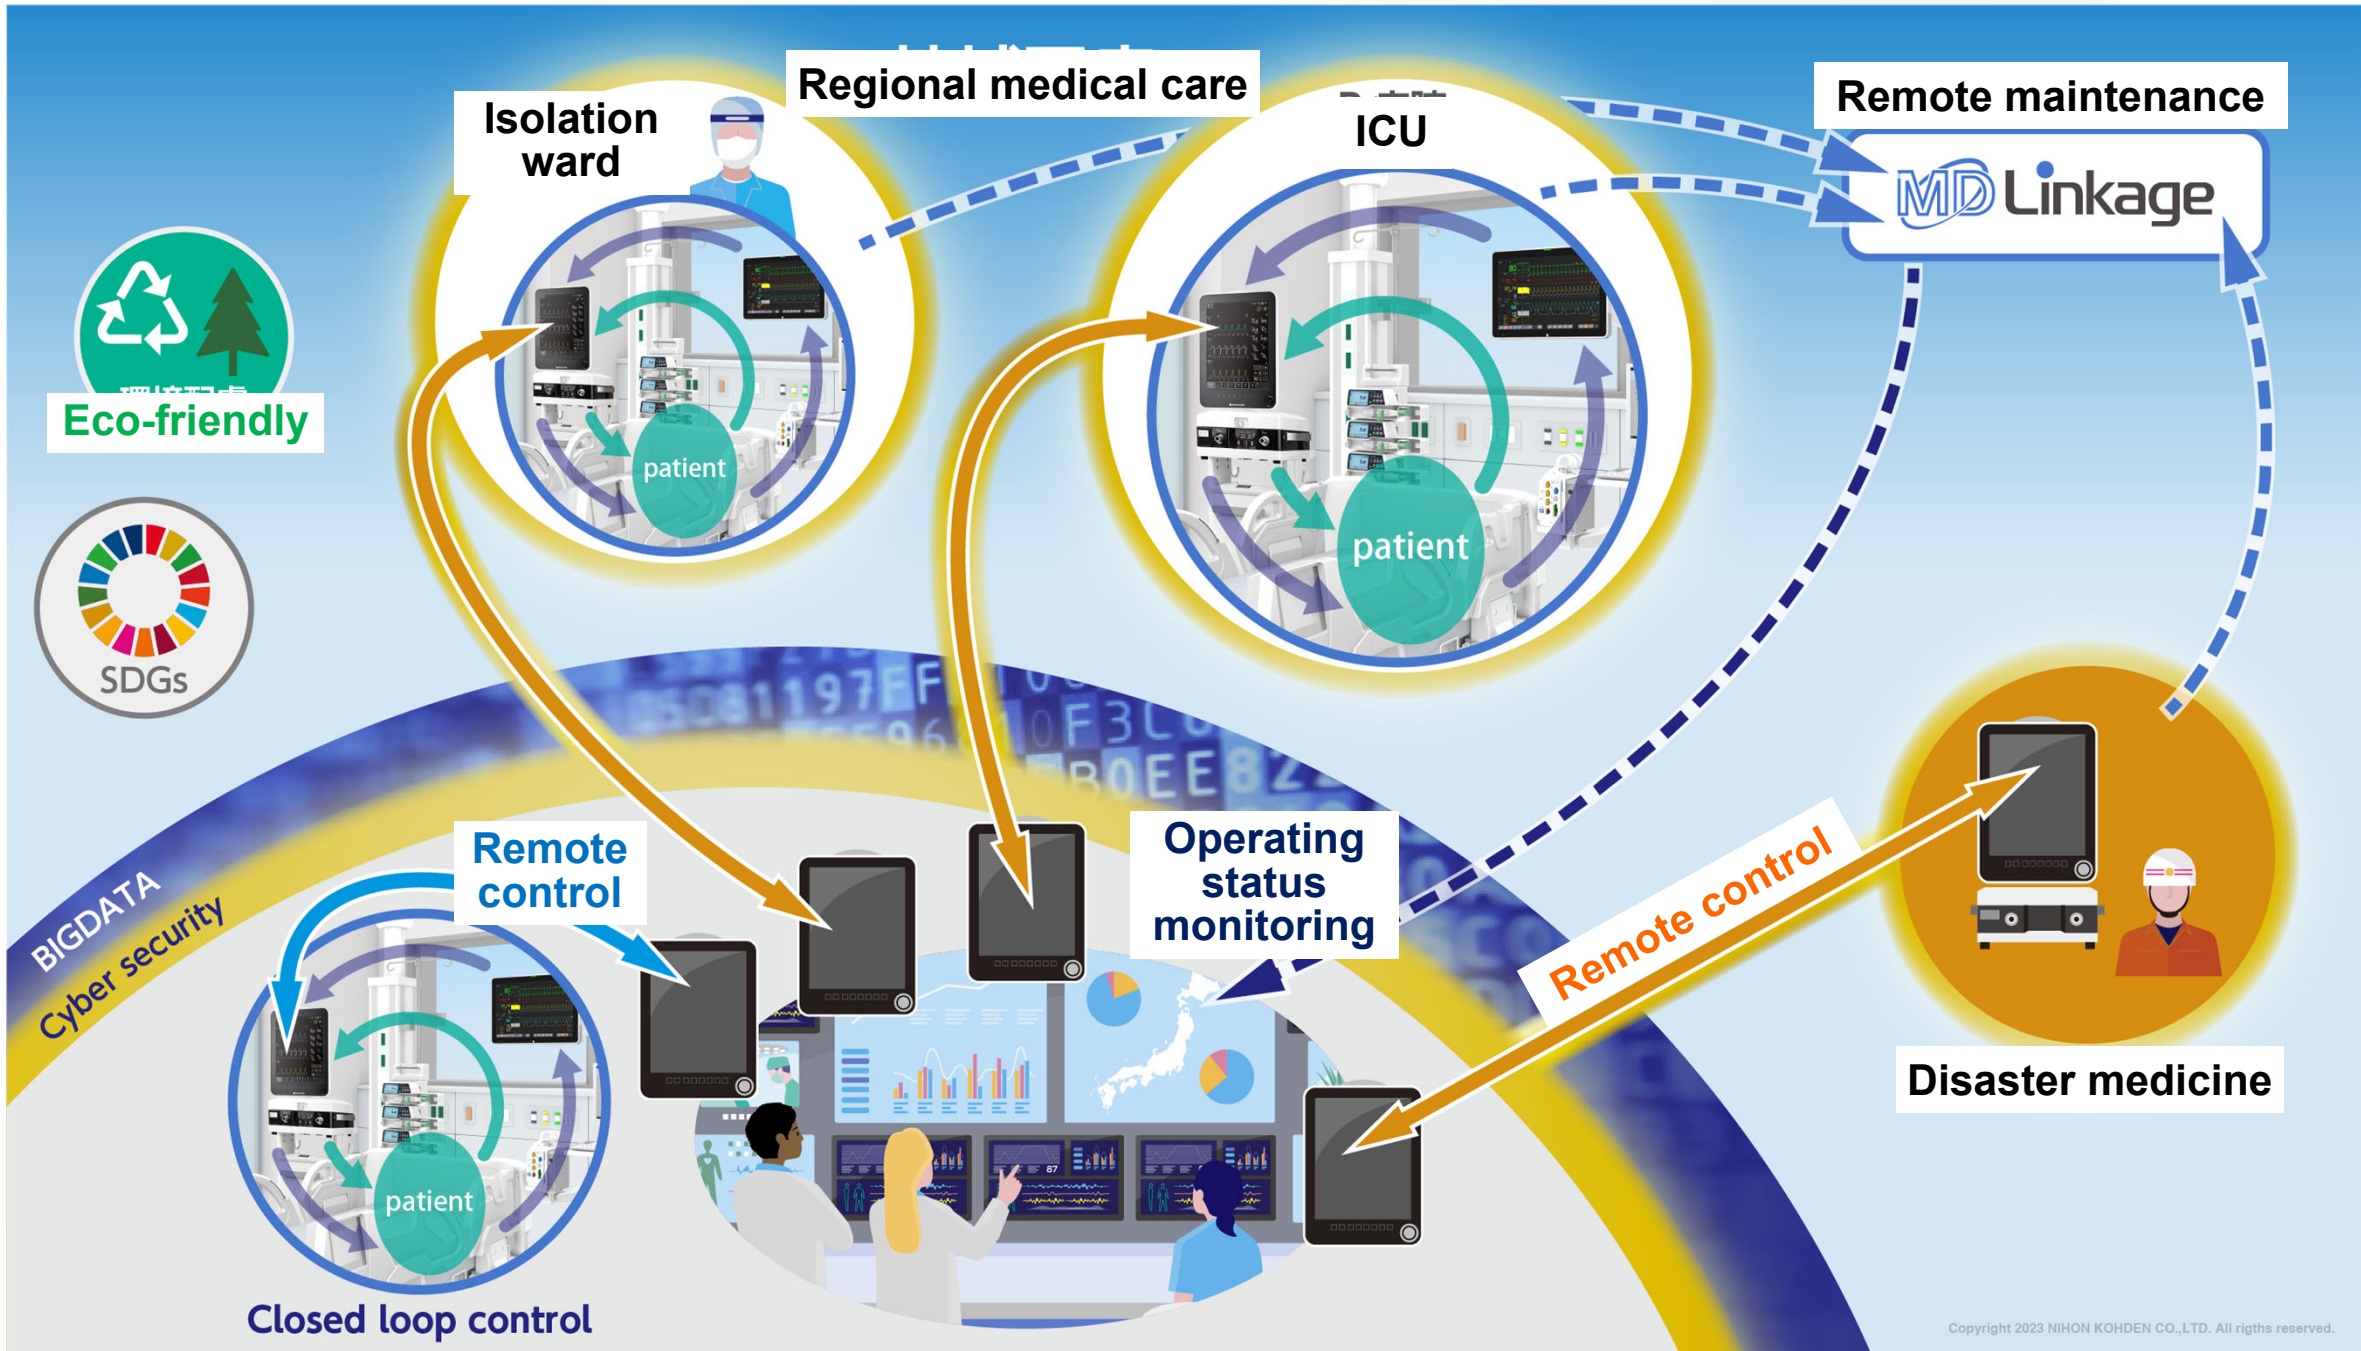 Regional medical care
Isolation
ward
ICU
Remote maintenance
MD Linkage
Eco-friendly
patient
patient
SDGs
BIGDATA
Cyber security
Remote
control
Operating
status
monitoring
Remote control
Disaster medicine
87
patient
Closed loop control
Copyright 2023 NIHON KOHDEN CO.,LTD. All rigths reserved.